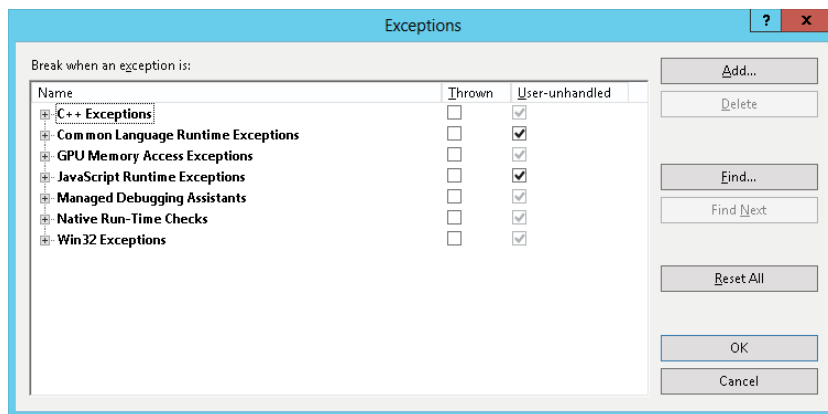 Exceptions
? x
Break when an exception is:
Name Thrown User-unhandled
C++ Exceptions
Common Language Runtime Exceptions
GPU Memory Access Exceptions
JavaScript Runtime Exceptions
Managed Debugging Assistants
Native Run-Time Checks
Win32 Exceptions
Add...
Delete
Find...
Find Next
Reset All
OK
Cancel